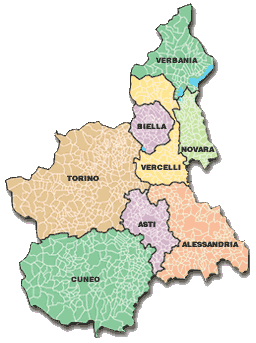 VERBANIA
BIELLA
NOVARA
VERCELLI
TORINO
ASTI
ALESSANDRIA
CUNEO